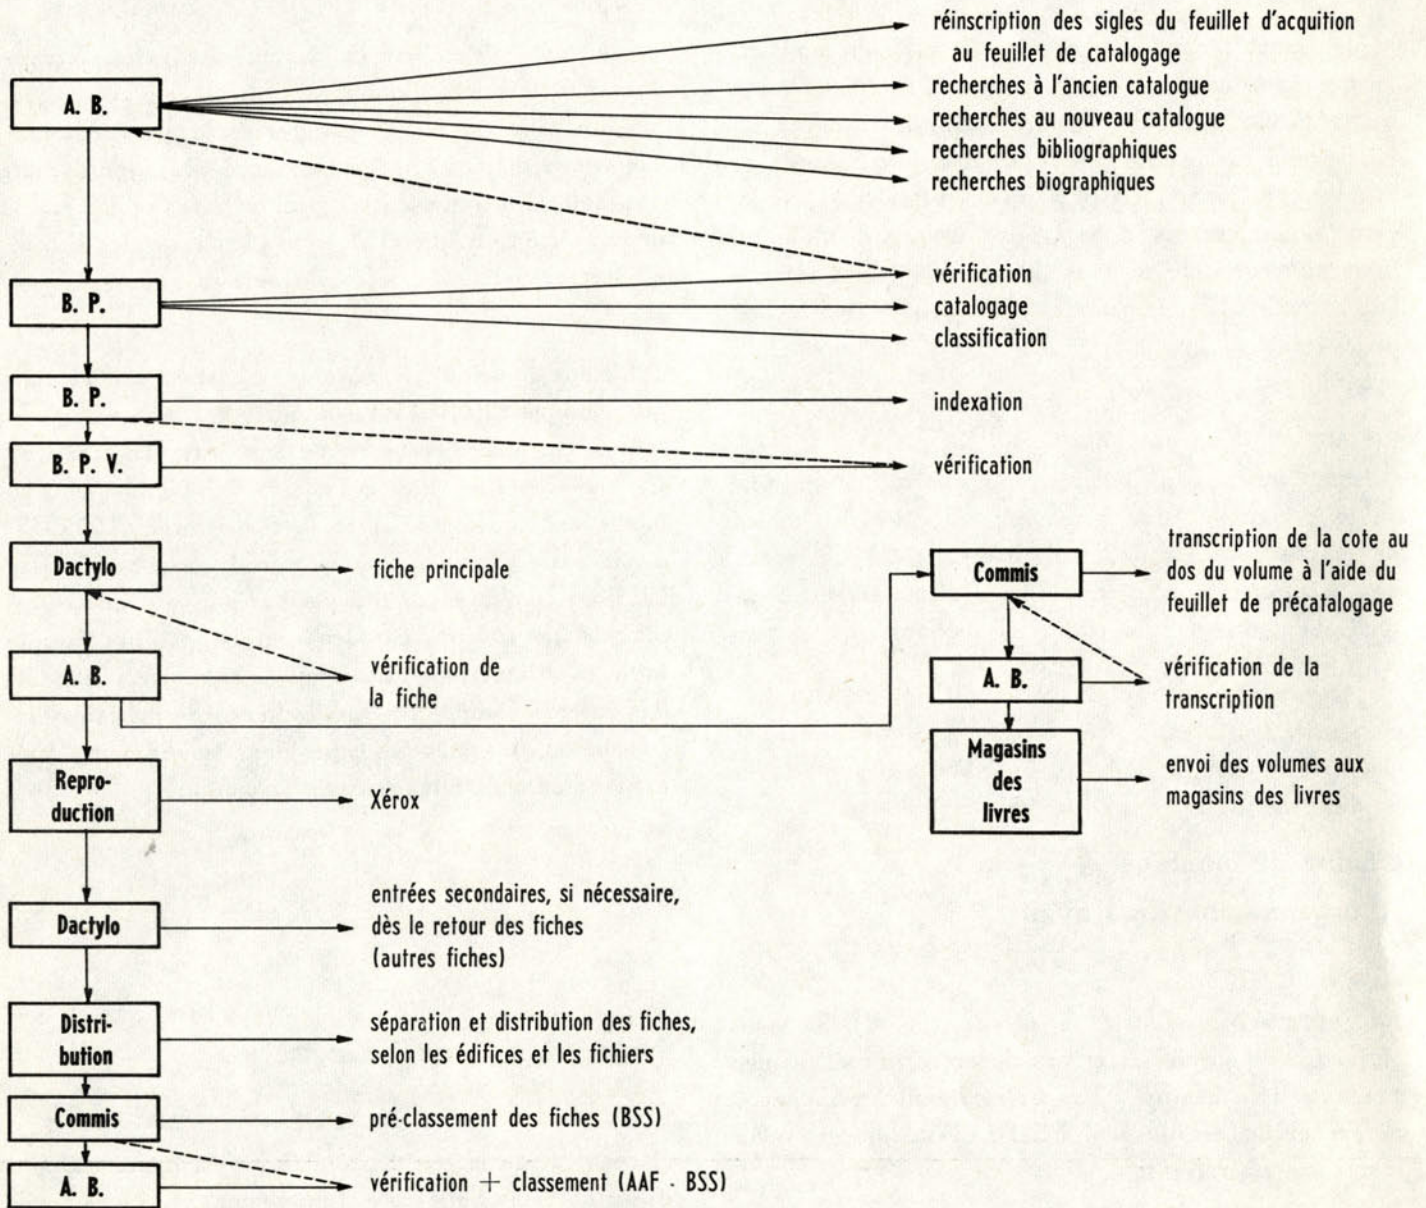 réinscription des sigles du feuillet d'acquition
au feuillet de catalogage
A. B.
recherches à l'ancien catalogue
recherches au nouveau catalogue
recherches bibliographiques
recherches biographiques
B. P.
vérification
catalogage
classification
B. P.
indexation
B. P. V.
vérification
Dactylo
fiche principale
A. B.
vérification de
la fiche
Commis
transcription de la cote au
dos du volume à l'aide du
feuillet de précatalogage
A. B.
vérification de la
transcription
Magasins
des
livres
envoi des volumes aux
magasins des livres
Repro-
duction
Xérox
Dactylo
entrées secondaires, si nécessaire,
dès le retour des fiches
(autres fiches)
Distri-
bution
séparation et distribution des fiches,
selon les édifices et les fichiers
Commis
pré-classement des fiches (BSS)
A. B.
vérification + classement (AAF - BSS)